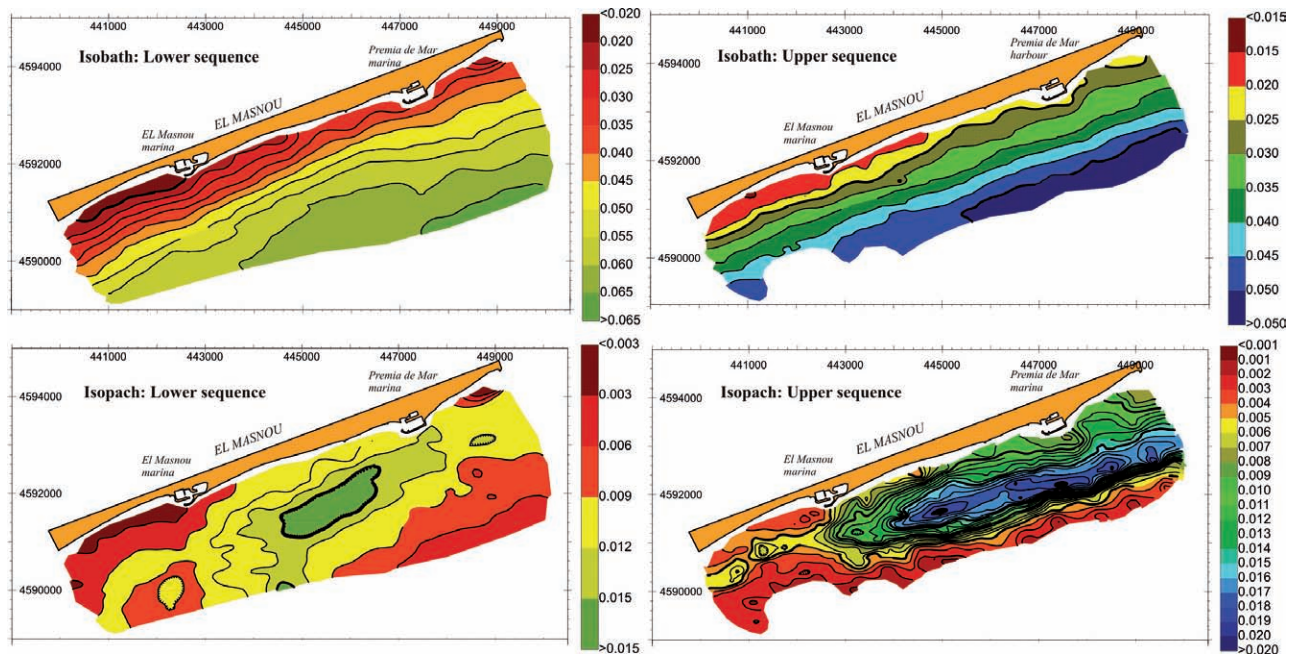 441000 443000 445000 447000 449000
Isobath: Lower sequence
Premia de Mar
marina
EL MASNOU
EL Masnou
marina
4594000
4592000
4590000
<0.020
0.020
0.025
0.030
0.035
0.040
0.045
0.050
0.055
0.060
0.065
>0.065
441000 443000 445000 447000 449000
Isobath: Upper sequence
Premia de Mar
harbour
EL MASNOU
El Masnou
marina
4594000
4592000
4590000
<0.015
0.015
0.020
0.025
0.030
0.035
0.040
0.045
0.050
>0.050
441000 443000 445000 447000 449000
Isopach: Lower sequence
Premia de Mar
marina
EL MASNOU
El Masnou
marina
4594000
4592000
4590000
<0.003
0.003
0.006
0.009
0.012
0.015
>0.015
441000 443000 445000 447000 449000
Isopach: Upper sequence
Premia de Mar
marina
EL MASNOU
El Masnou
marina
4594000
4592000
4590000
<0.001
0.001
0.002
0.003
0.004
0.005
0.006
0.007
0.008
0.009
0.010
0.011
0.012
0.013
0.014
0.015
0.016
0.017
0.018
0.019
0.020
>0.020